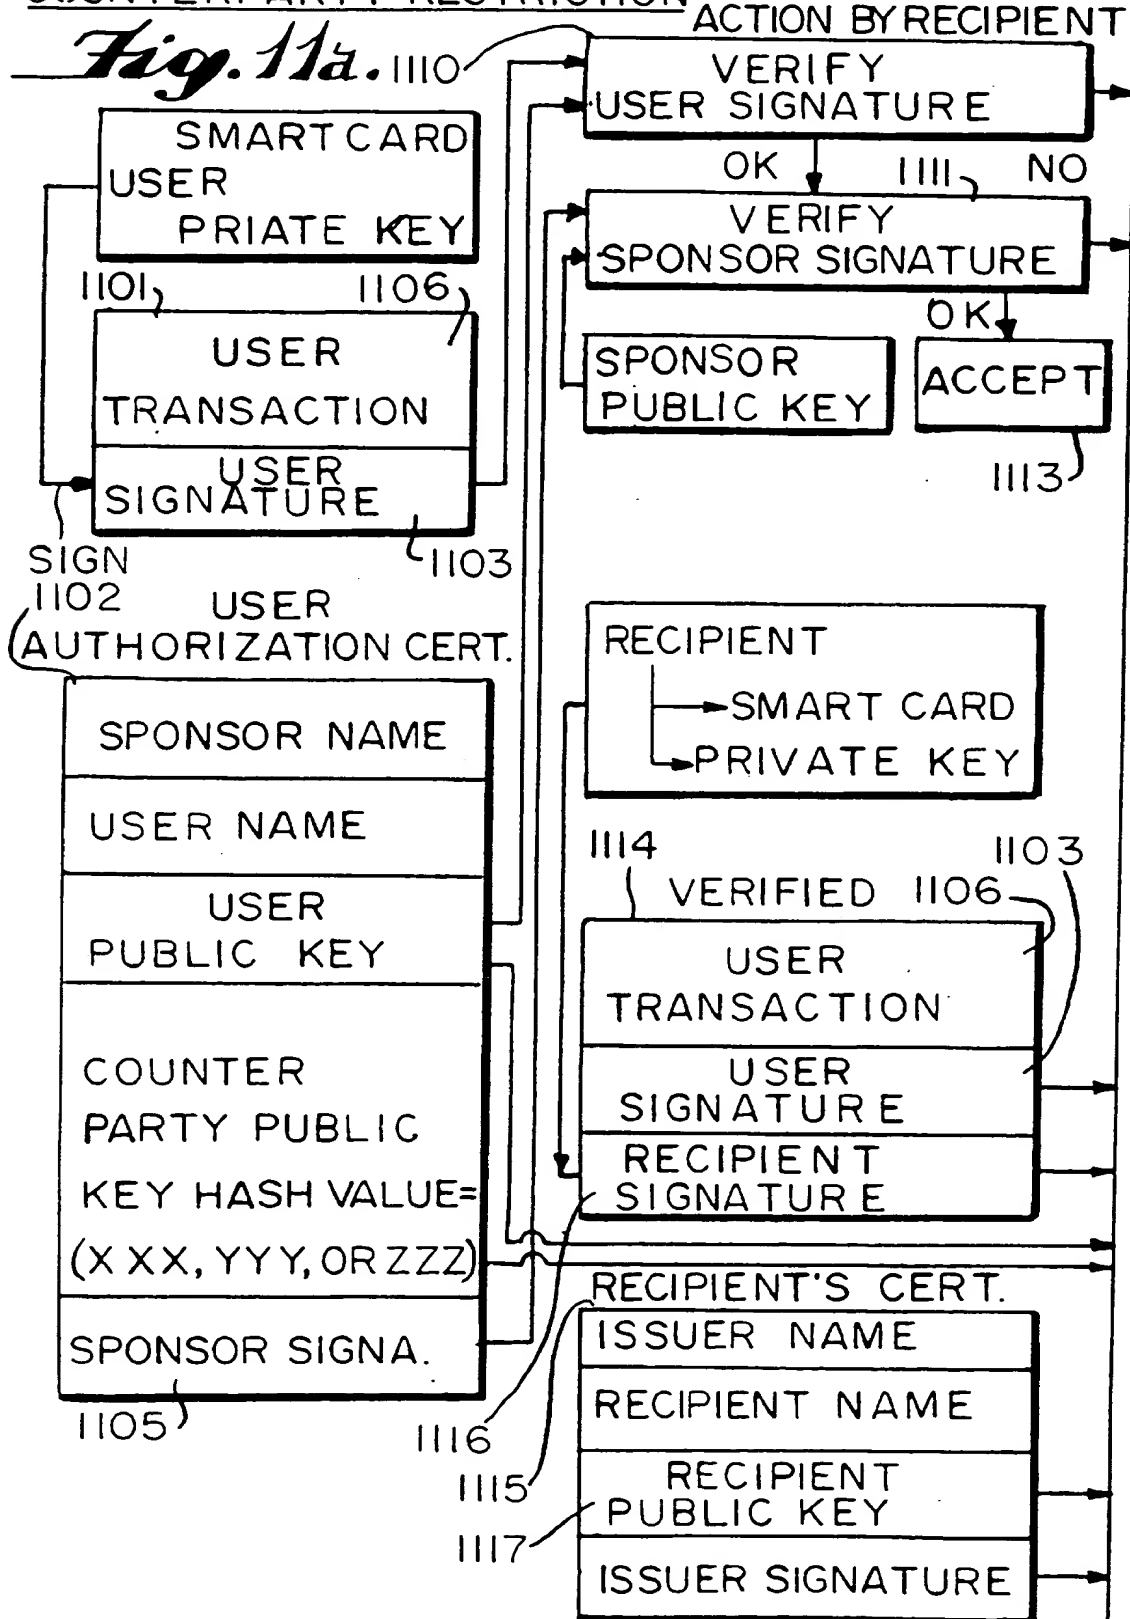 COUNTERPARTY RESTRICTION
Fig. 11a.
ACTION BY RECIPIENT
1110
VERIFY
USER SIGNATURE
OK
1111
NO
VERIFY
SPONSOR SIGNATURE
OK
SPONSOR
PUBLIC KEY
ACCEPT
1113
SMART CARD
USER
PRIATE KEY
1101
1106
USER
TRANSACTION
USER
SIGNATURE
SIGN
1103
1102
USER
AUTHORIZATION CERT.
SPONSOR NAME
USER NAME
USER
PUBLIC KEY
COUNTER
PARTY PUBLIC
KEY HASH VALUE=
(XXX, YYY, OR ZZZ)
SPONSOR SIGNA.
1105
RECIPIENT
SMART CARD
PRIVATE KEY
1114
1103
VERIFIED
1106
USER
TRANSACTION
USER
SIGNATURE
RECIPIENT
SIGNATURE
1116
RECIPIENT'S CERT.
1115
ISSUER NAME
RECIPIENT NAME
RECIPIENT
PUBLIC KEY
1117
ISSUER SIGNATURE